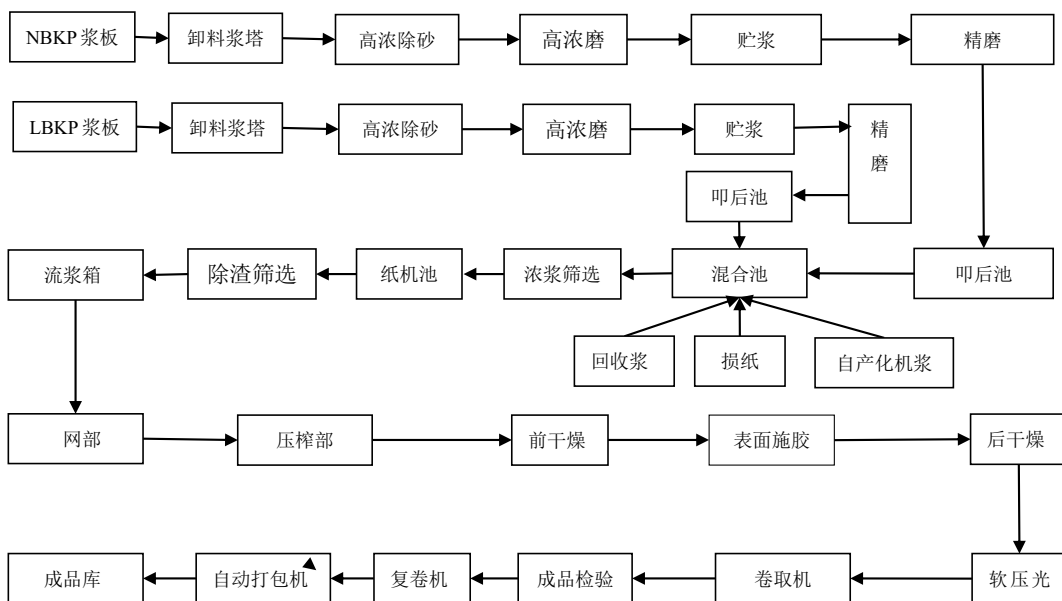 NBKP 浆板
卸料浆塔
高浓除砂
高浓磨
贮浆
精磨
LBKP 浆板
卸料浆塔
高浓除砂
高浓磨
贮浆
精
磨
叩后池
流浆箱
除渣筛选
纸机池
浓浆筛选
混合池
叩后池
回收浆
损纸
自产化机浆
网部
压榨部
前干燥
表面施胶
后干燥
成品库
自动打包机
复卷机
成品检验
卷取机
软压光